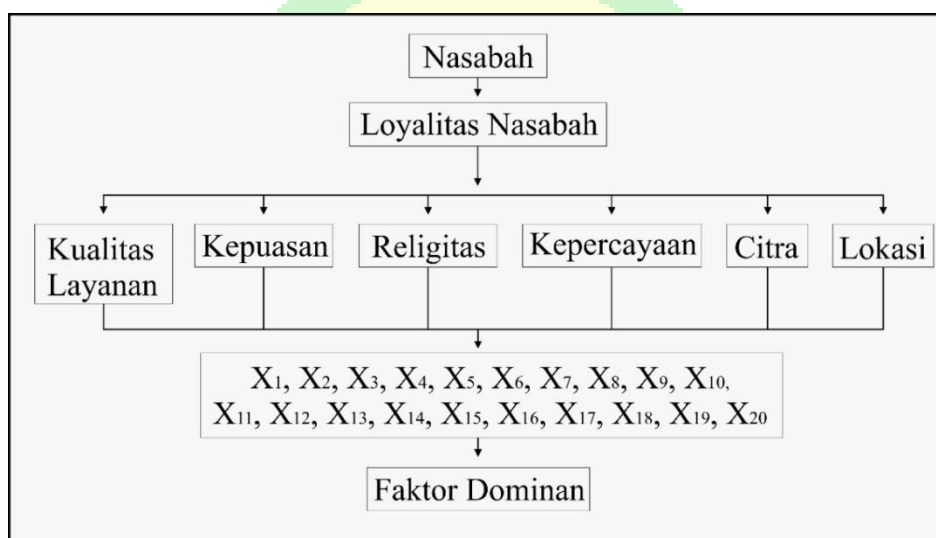 Nasabah
Loyalitas Nasabah
Kualitas
Layanan
Kepuasan
Religitas
Kepercayaan
Citra
Lokasi
X1, X2, X3, X4, X5, X6, X7, X8, X9, X10,
X11, X12, X13, X14, X15, X16, X17, X18, X19, X20
Faktor Dominan